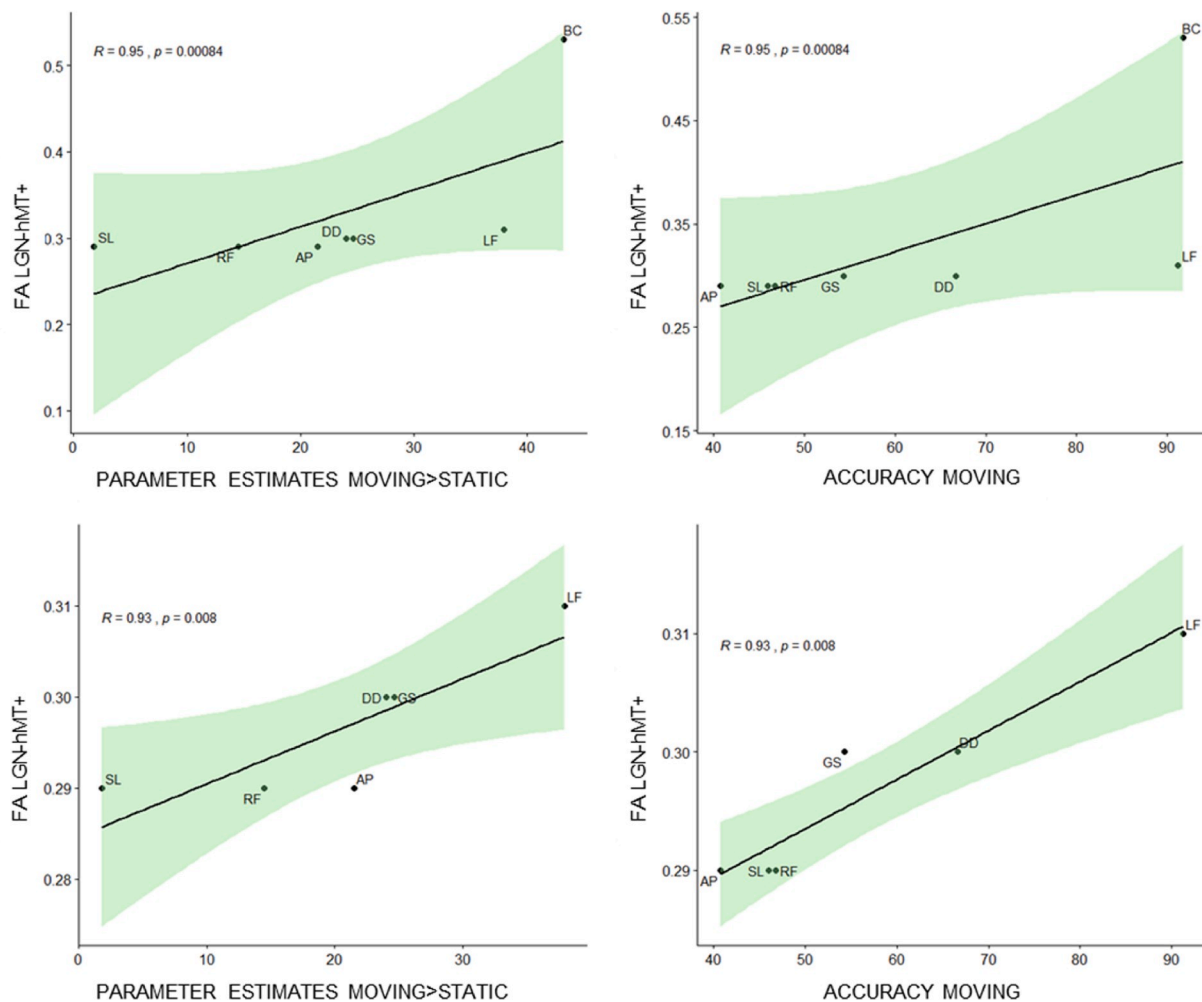 R = 0.95 , p = 0.00084
BC
0.5
0.4
0.3
0.2
0.1
FA LGN-hMT+
SL
RF
AP
DD
GS
LF
0
10
20
30
40
PARAMETER ESTIMATES MOVING>STATIC
R = 0.95 , p = 0.00084
BC
0.55
0.45
0.35
0.25
0.15
FA LGN-hMT+
AP
SL
RF
GS
DD
LF
40
50
60
70
80
90
ACCURACY MOVING
R = 0.93 , p = 0.008
LF
0.31
0.30
0.29
0.28
FA LGN-hMT+
SL
RF
DD
GS
AP
0
10
20
30
PARAMETER ESTIMATES MOVING>STATIC
R = 0.93 , p = 0.008
LF
0.31
0.30
0.29
FA LGN-hMT+
AP
SL
RF
GS
DD
40
50
60
70
80
90
ACCURACY MOVING